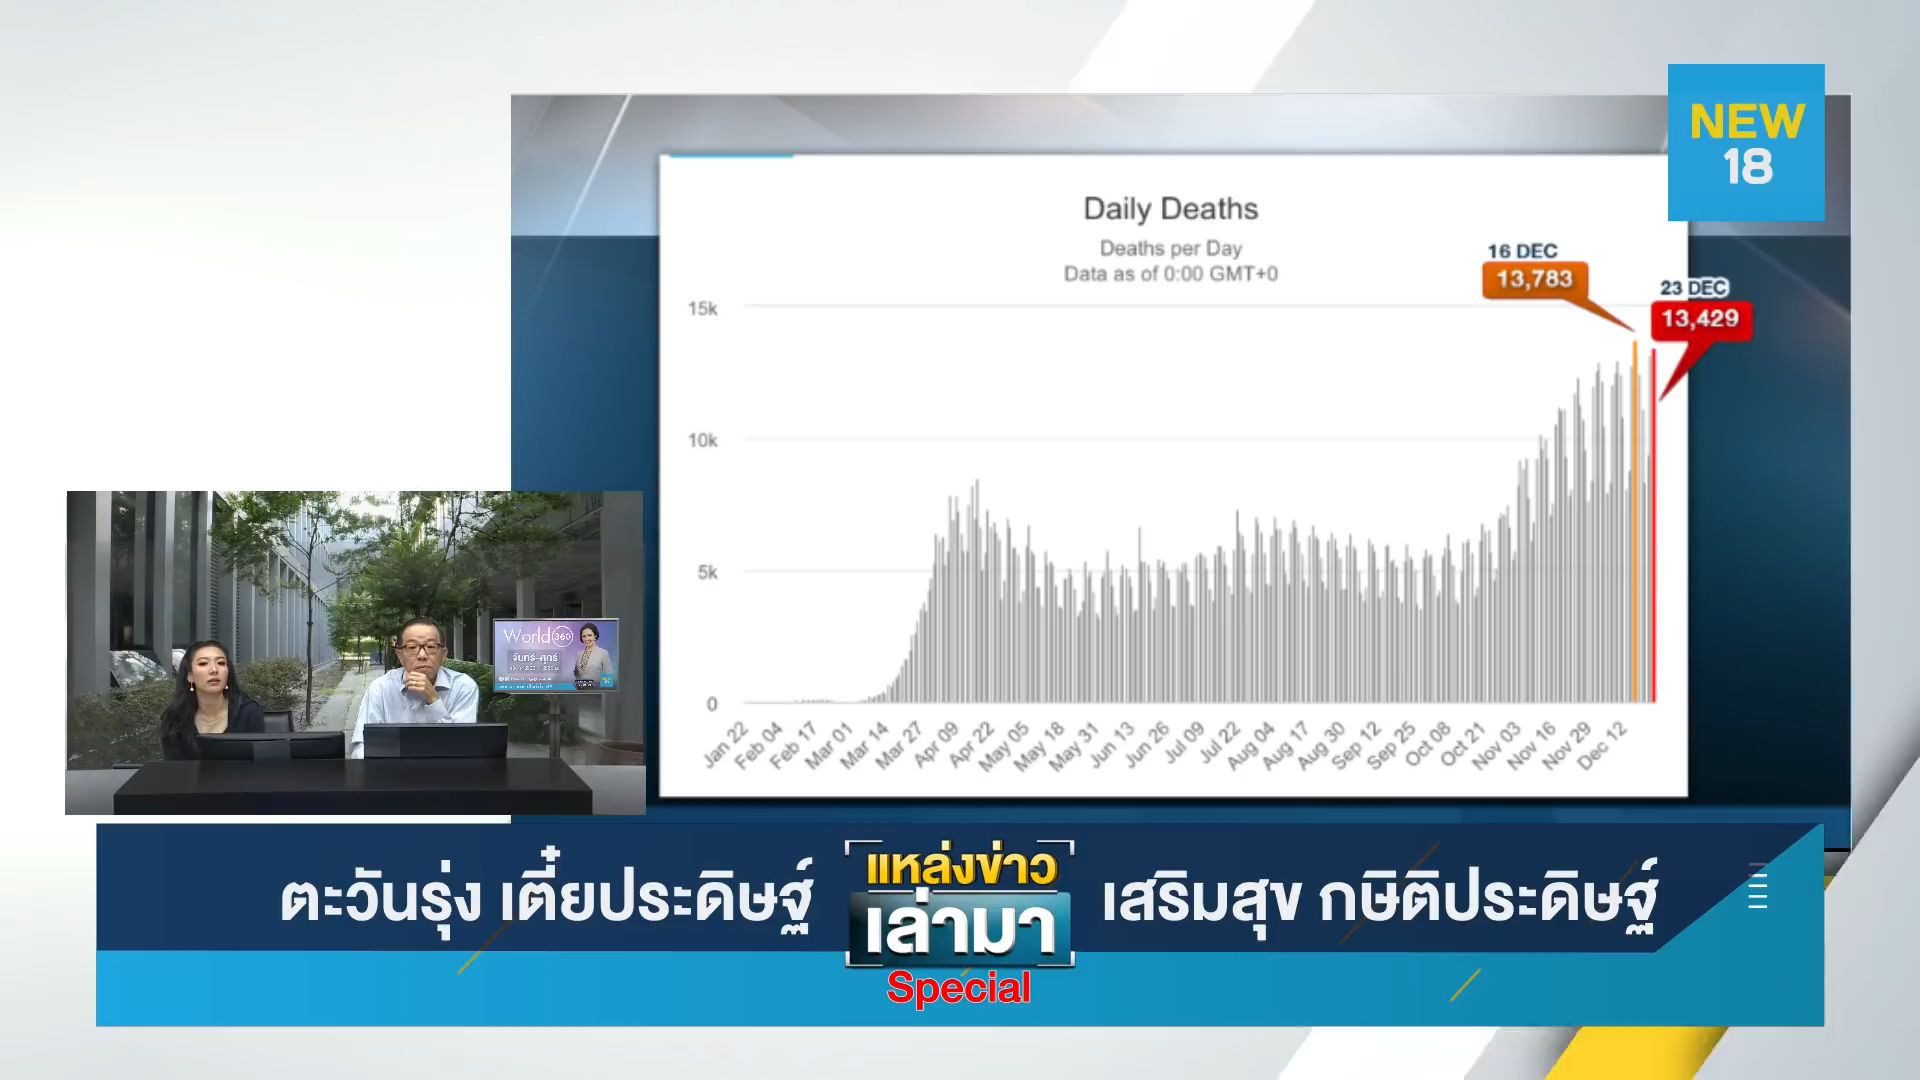 NEW
18
Daily Deaths
Deaths per Day
Data as of 0:00 GMT+0
16 DEC
13,783
23 DEC
13,429
15k
10k
5k
0
Jan 22
Feb 04
Feb 17
Mar 01
Mar 14
Mar 27
Apr 09
Apr 22
May 05
May 18
May 31
Jun 13
Jun 26
Jul 09
Jul 22
Aug 04
Aug 17
Aug 30
Sep 12
Sep 25
Oct 08
Oct 21
Nov 03
Nov 16
Nov 29
Dec 12
World 360
จันทร์-ศุกร์
ตะวันรุ่ง เตี๋ยประดิษฐ์
แหล่งข่าว
เล่ามา
Special
เสริมสุข กษิติประดิษฐ์